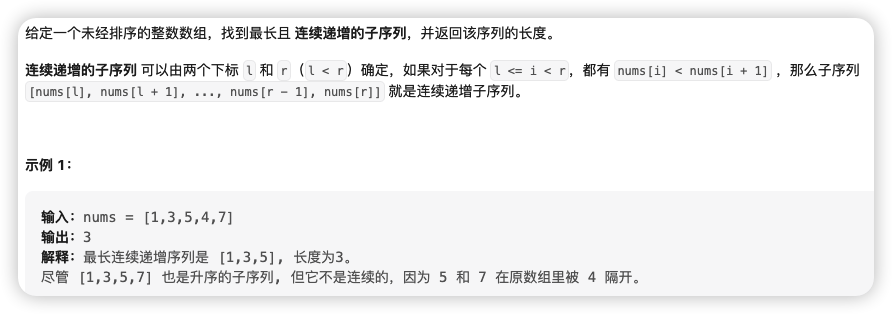 给定一个未经排序的整数数组，找到最长且 连续递增的子序列，并返回该序列的长度。
连续递增的子序列 可以由两个下标 l 和 r（l < r）确定，如果对于每个 l <= i < r，都有 nums[i] < nums[i + 1] ，那么子序列
[nums[l], nums[l + 1], ..., nums[r - 1], nums[r]] 就是连续递增子序列。
示例 1：
输入：nums = [1,3,5,4,7]
输出：3
解释：最长连续递增序列是 [1,3,5], 长度为3。
尽管 [1,3,5,7] 也是升序的子序列, 但它不是连续的，因为 5 和 7 在原数组里被 4 隔开。